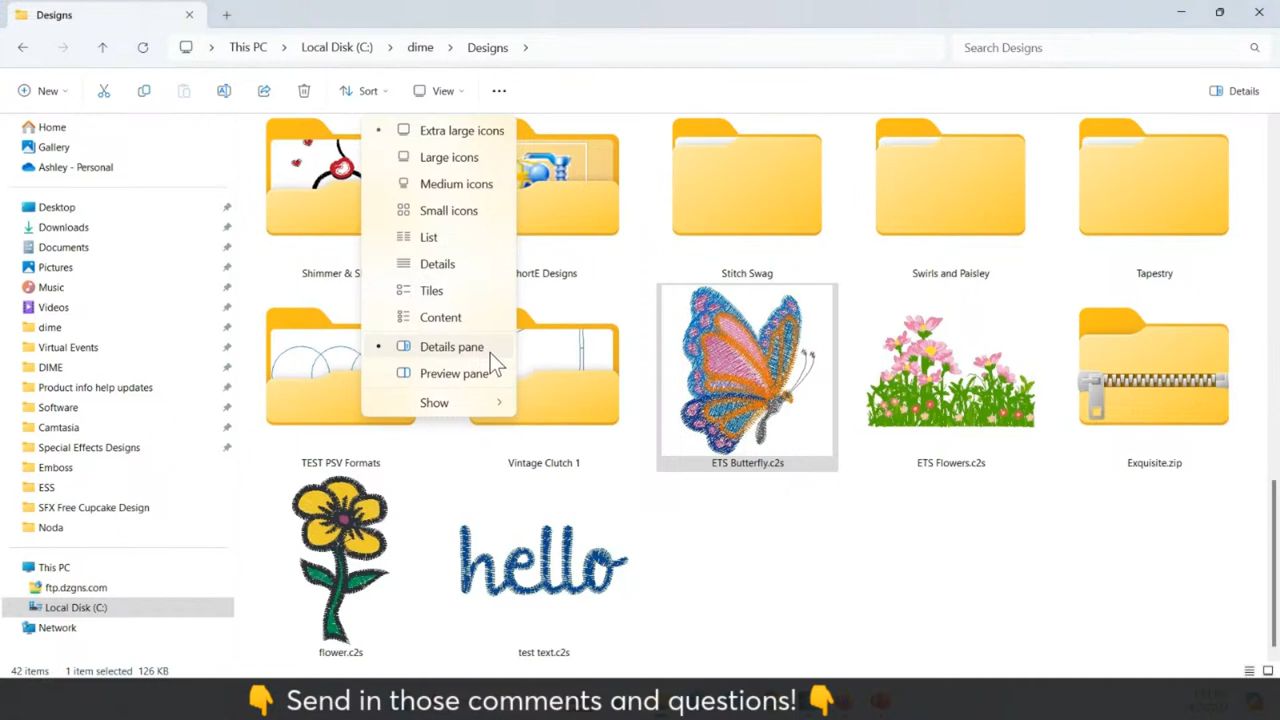 Designs
This PC
Local Disk (C:)
dime
Designs
Search Designs
New
Sort
View
Details
Home
Gallery
Ashley - Personal
Desktop
Downloads
Documents
Pictures
Music
Videos
dime
Virtual Events
DIME
Product info help updates
Software
Camtasia
Special Effects Designs
Emboss
ESS
SFX Free Cupcake Design
Noda
This PC
ftp.dzgns.com
Local Disk (C:)
Network
Extra large icons
Large icons
Medium icons
Small icons
List
Details
Tiles
Content
Details pane
Preview pane
Show
Shimmer & S
hortE Designs
Stitch Swag
Swirls and Paisley
Tapestry
TEST PSV Formats
Vintage Clutch 1
ETS Butterfly.c2s
ETS Flowers.c2s
Exquisite.zip
hello
flower.c2s
test text.c2s
42 items
1 item selected 126 KB
Send in those comments and questions!